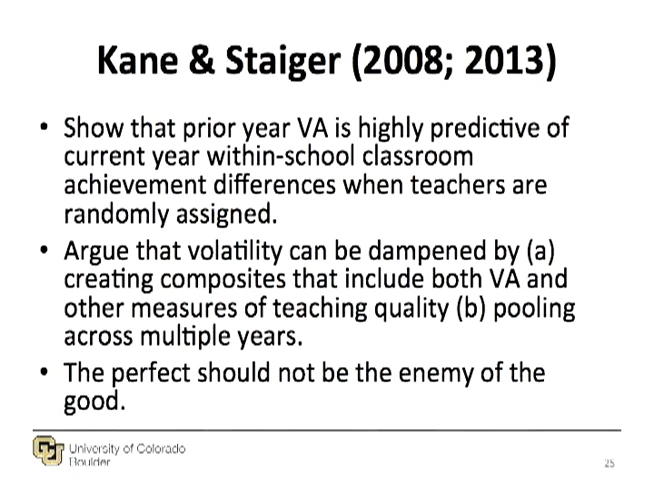 Kane & Staiger (2008; 2013)
• Show that prior year VA is highly predictive of
current year within-school classroom
achievement differences when teachers are
randomly assigned.
• Argue that volatility can be dampened by (a)
creating composites that include both VA and
other measures of teaching quality (b) pooling
across multiple years.
• The perfect should not be the enemy of the
good.
University of Colorado
Boulder
25